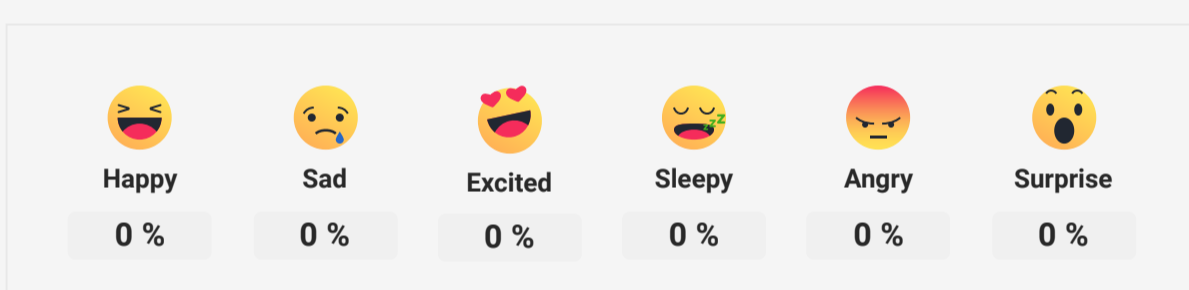 Happy Sad Excited Sleepy Angry Surprise
0 % 0 % 0 % 0 % 0 % 0 %